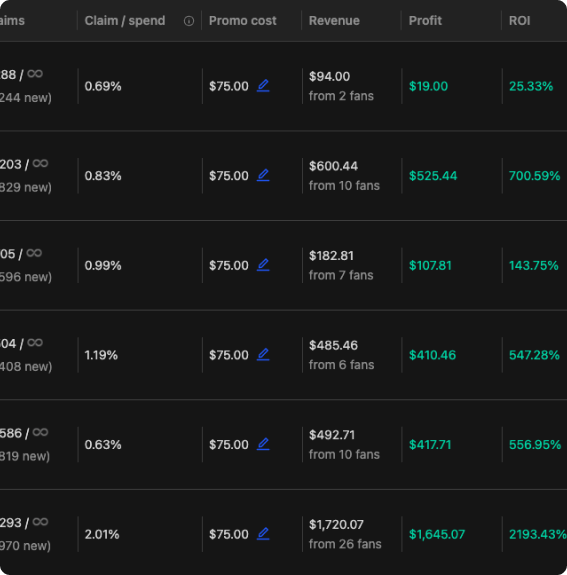 aims Claim / spend Promo cost Revenue Profit ROI
88 / ∞ 0.69% $75.00 $94.00 $19.00 25.33%
244 new) from 2 fans
203 / ∞ 0.83% $75.00 $600.44 $525.44 700.59%
829 new) from 10 fans
05 / ∞ 0.99% $75.00 $182.81 $107.81 143.75%
596 new) from 7 fans
04 / ∞ 1.19% $75.00 $485.46 $410.46 547.28%
408 new) from 6 fans
586 / ∞ 0.63% $75.00 $492.71 $417.71 556.95%
819 new) from 10 fans
293 / ∞ 2.01% $75.00 $1,720.07 $1,645.07 2193.43%
970 new) from 26 fans